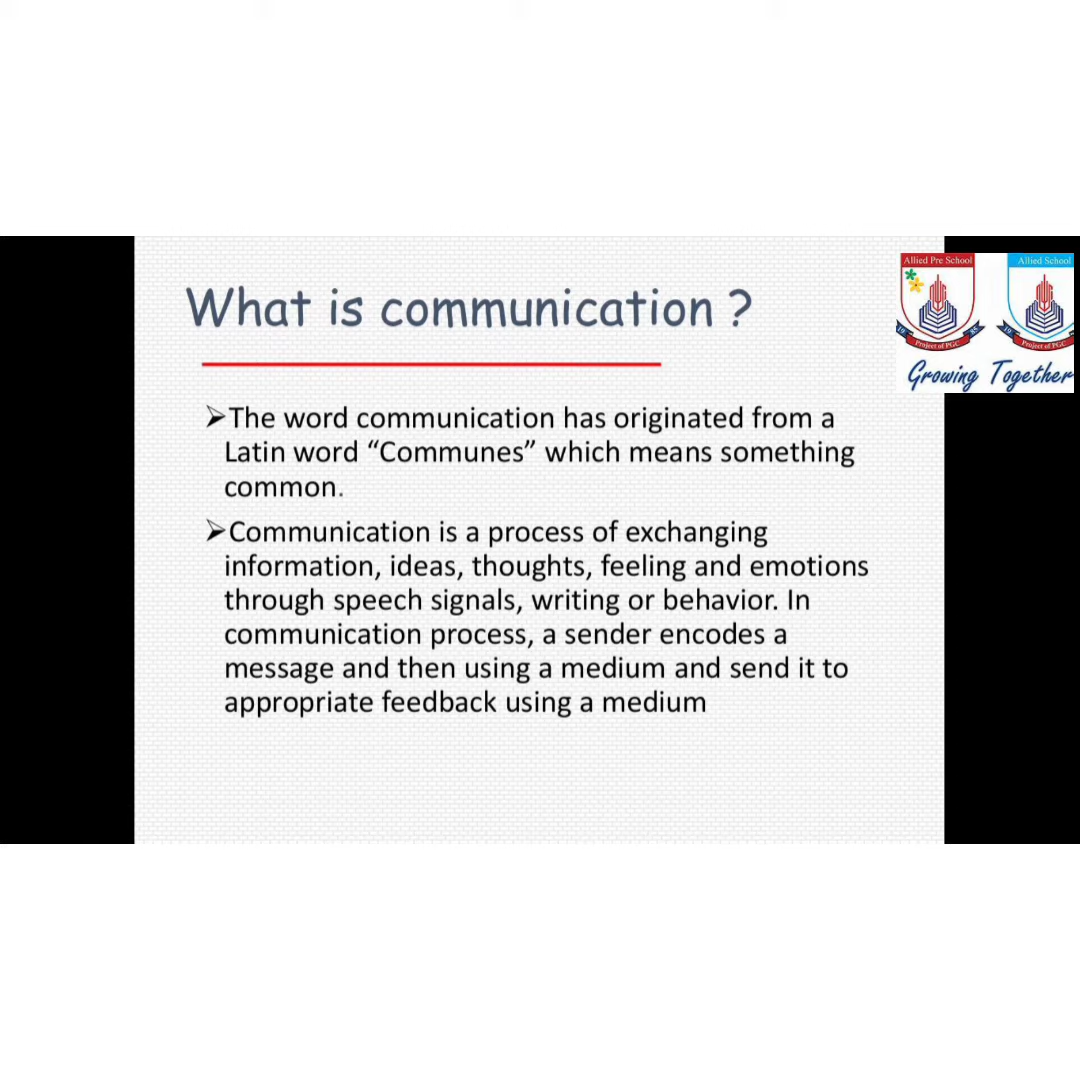 What is communication ?
➢The word communication has originated from a
Latin word “Communes” which means something
common.
➢Communication is a process of exchanging
information, ideas, thoughts, feeling and emotions
through speech signals, writing or behavior. In
communication process, a sender encodes a
message and then using a medium and send it to
appropriate feedback using a medium
Allied Pre School
19 85
Project of PGC
Allied School
19
Project of PGC
Growing Together